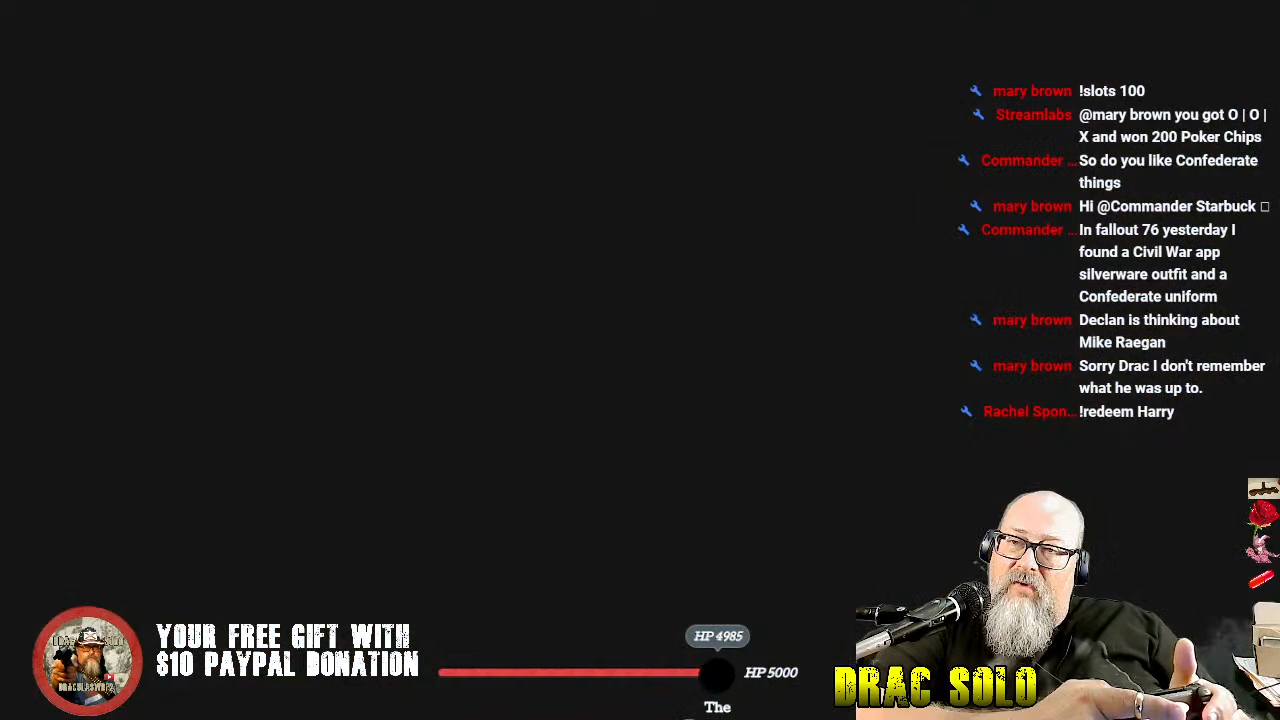 mary brown !slots 100
Streamlabs @mary brown you got O | O |
X and won 200 Poker Chips
Commander ... So do you like Confederate
things
mary brown Hi @Commander Starbuck □
Commander ... In fallout 76 yesterday I
found a Civil War app
silverware outfit and a
Confederate uniform
mary brown Declan is thinking about
Mike Raegan
mary brown Sorry Drac I don't remember
what he was up to.
Rachel Spon... !redeem Harry
YOUR FREE GIFT WITH
$10 PAYPAL DONATION
HP 4985
HP 5000
The
DRAC SOLO